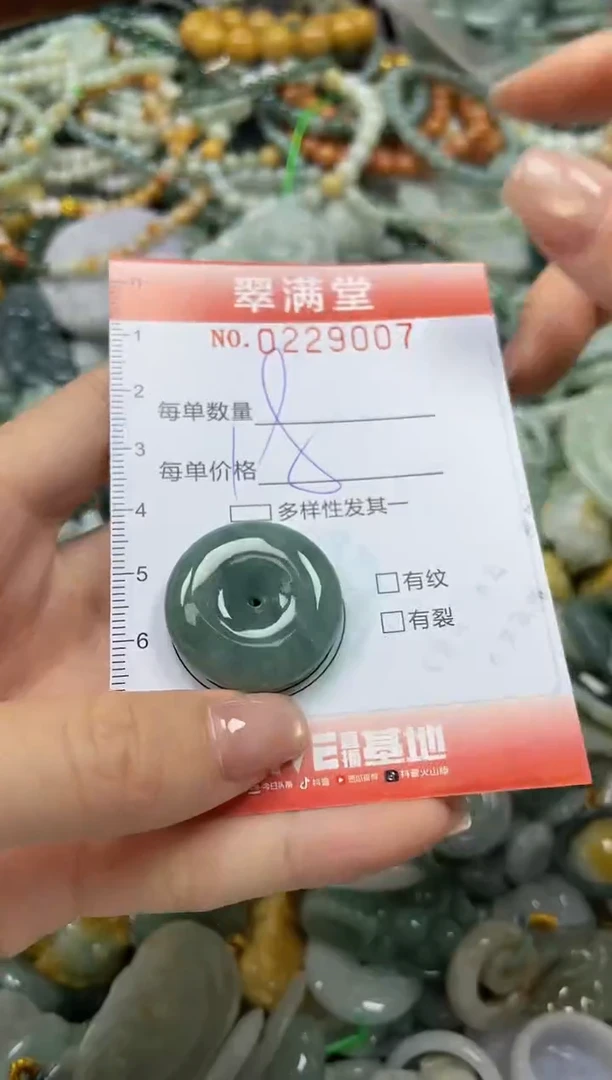 翠满堂
NO.0229007
1
2
每单数量
18
3
每单价格
4
多样性发其一
5
有纹
有裂
6
基地
今日头条 抖音 西瓜视频 抖音火山版